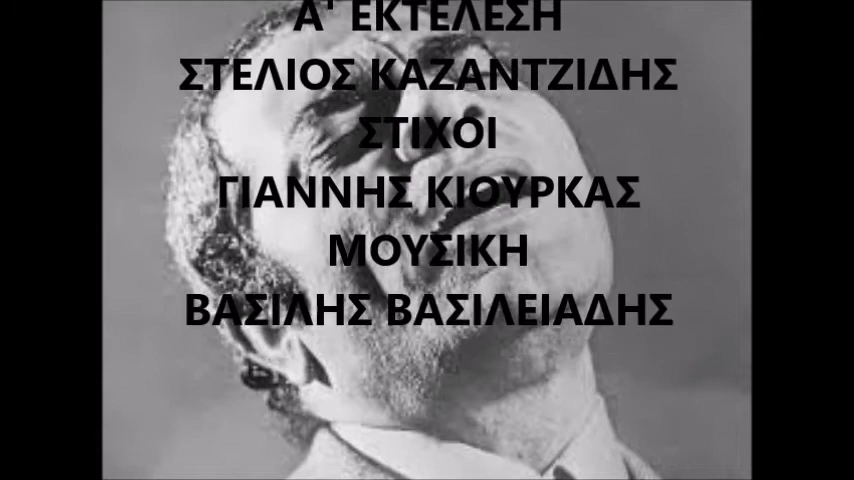 Α' ΕΚΤΕΛΕΣΗ
ΣΤΕΛΙΟΣ ΚΑΖΑΝΤΖΙΔΗΣ
ΣΤΙΧΟΙ
ΓΙΑΝΝΗΣ ΚΙΟΥΡΚΑΣ
ΜΟΥΣΙΚΗ
ΒΑΣΙΛΗΣ ΒΑΣΙΛΕΙΑΔΗΣ